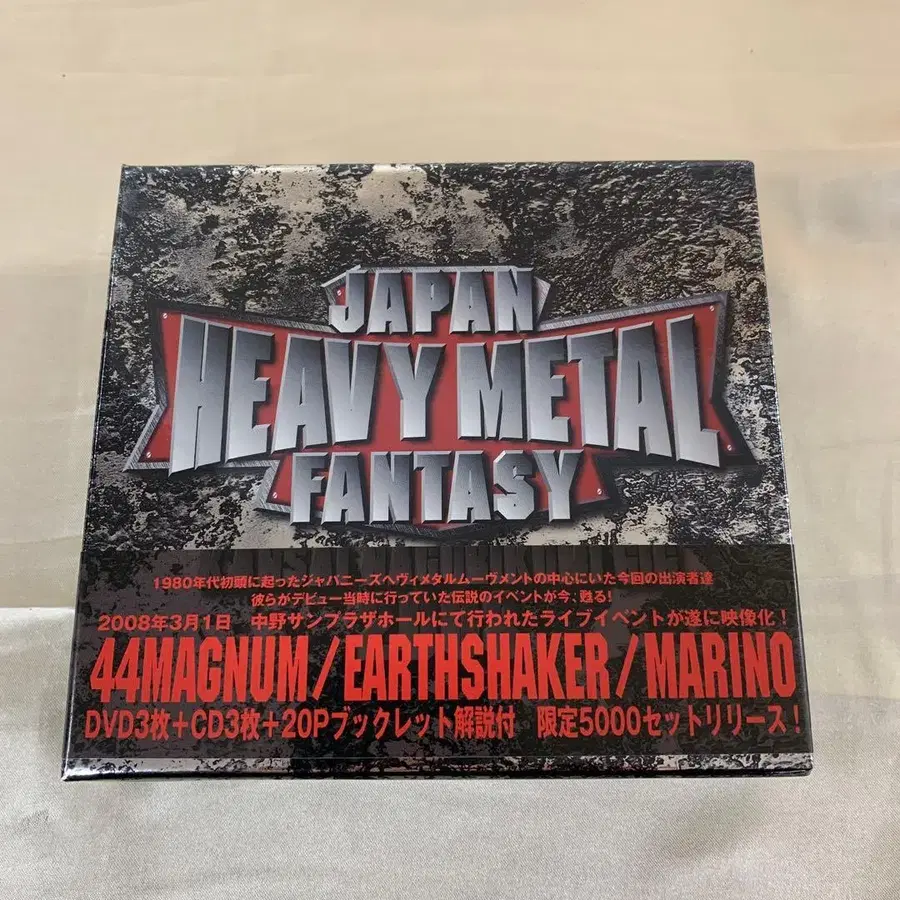 JAPAN
HEAVY METAL
FANTASY
1980年代初頭に起ったジャパニーズヘヴィメタルムーヴメントの中心にいた今回の出演者達
彼らがデビュー当時に行っていた伝説のイベントが今、甦る!
2008年3月1日 中野サンプラザホールにて行われたライブイベントが遂に映像化!
44MAGNUM/EARTHSHAKER/MARINO
DVD3枚+CD3枚+20Pブックレット解説付 限定5000セットリリース!